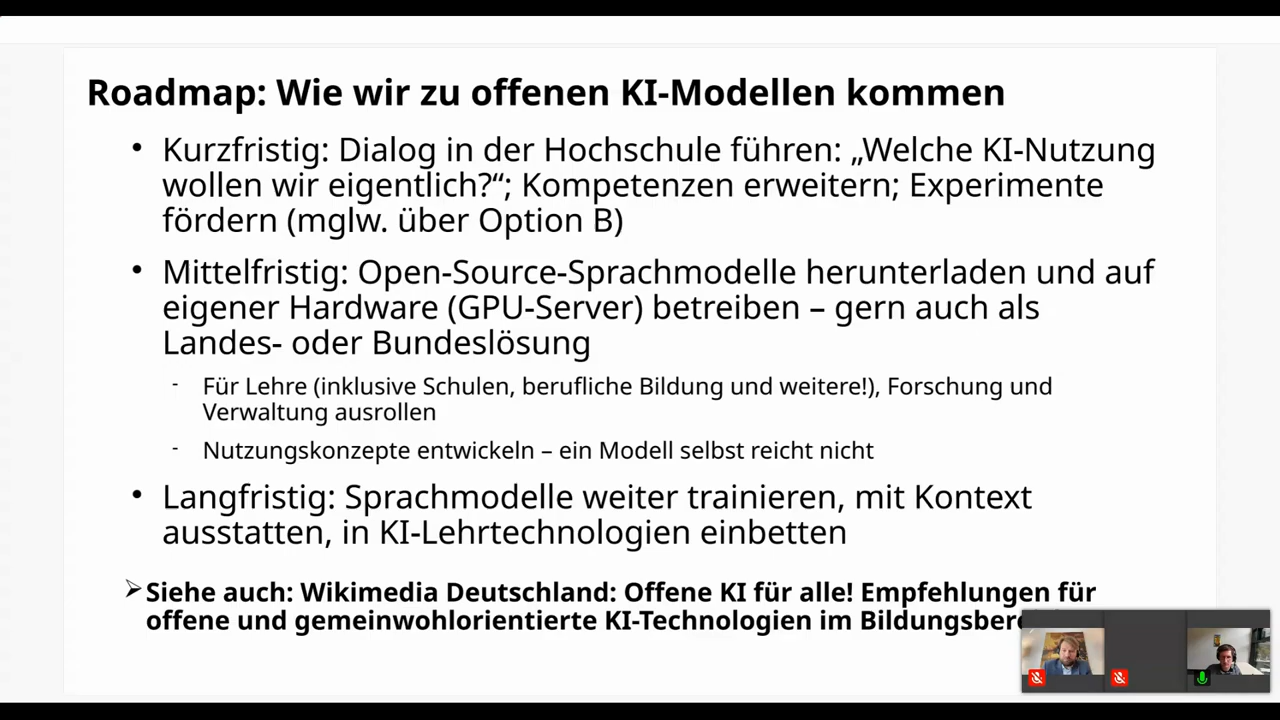 Roadmap: Wie wir zu offenen KI-Modellen kommen
• Kurzfristig: Dialog in der Hochschule führen: „Welche KI-Nutzung
wollen wir eigentlich?“; Kompetenzen erweitern; Experimente
fördern (mglw. über Option B)
• Mittelfristig: Open-Source-Sprachmodelle herunterladen und auf
eigener Hardware (GPU-Server) betreiben – gern auch als
Landes- oder Bundeslösung
- Für Lehre (inklusive Schulen, berufliche Bildung und weitere!), Forschung und
Verwaltung ausrollen
- Nutzungskonzepte entwickeln – ein Modell selbst reicht nicht
• Langfristig: Sprachmodelle weiter trainieren, mit Kontext
ausstatten, in KI-Lehrtechnologien einbetten
➢ Siehe auch: Wikimedia Deutschland: Offene KI für alle! Empfehlungen für
offene und gemeinwohlorientierte KI-Technologien im